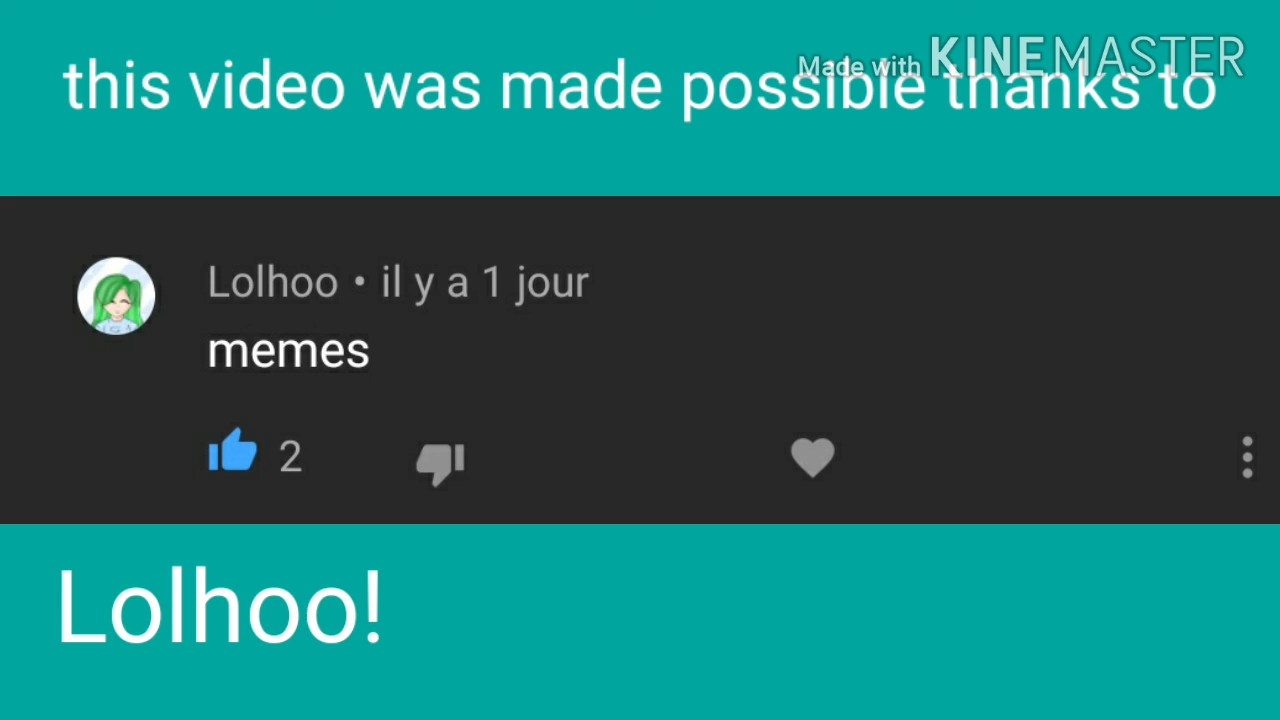 Made with KINEMASTER
this video was made possible thanks to
Lolhoo • il y a 1 jour
memes
2
Lolhoo!